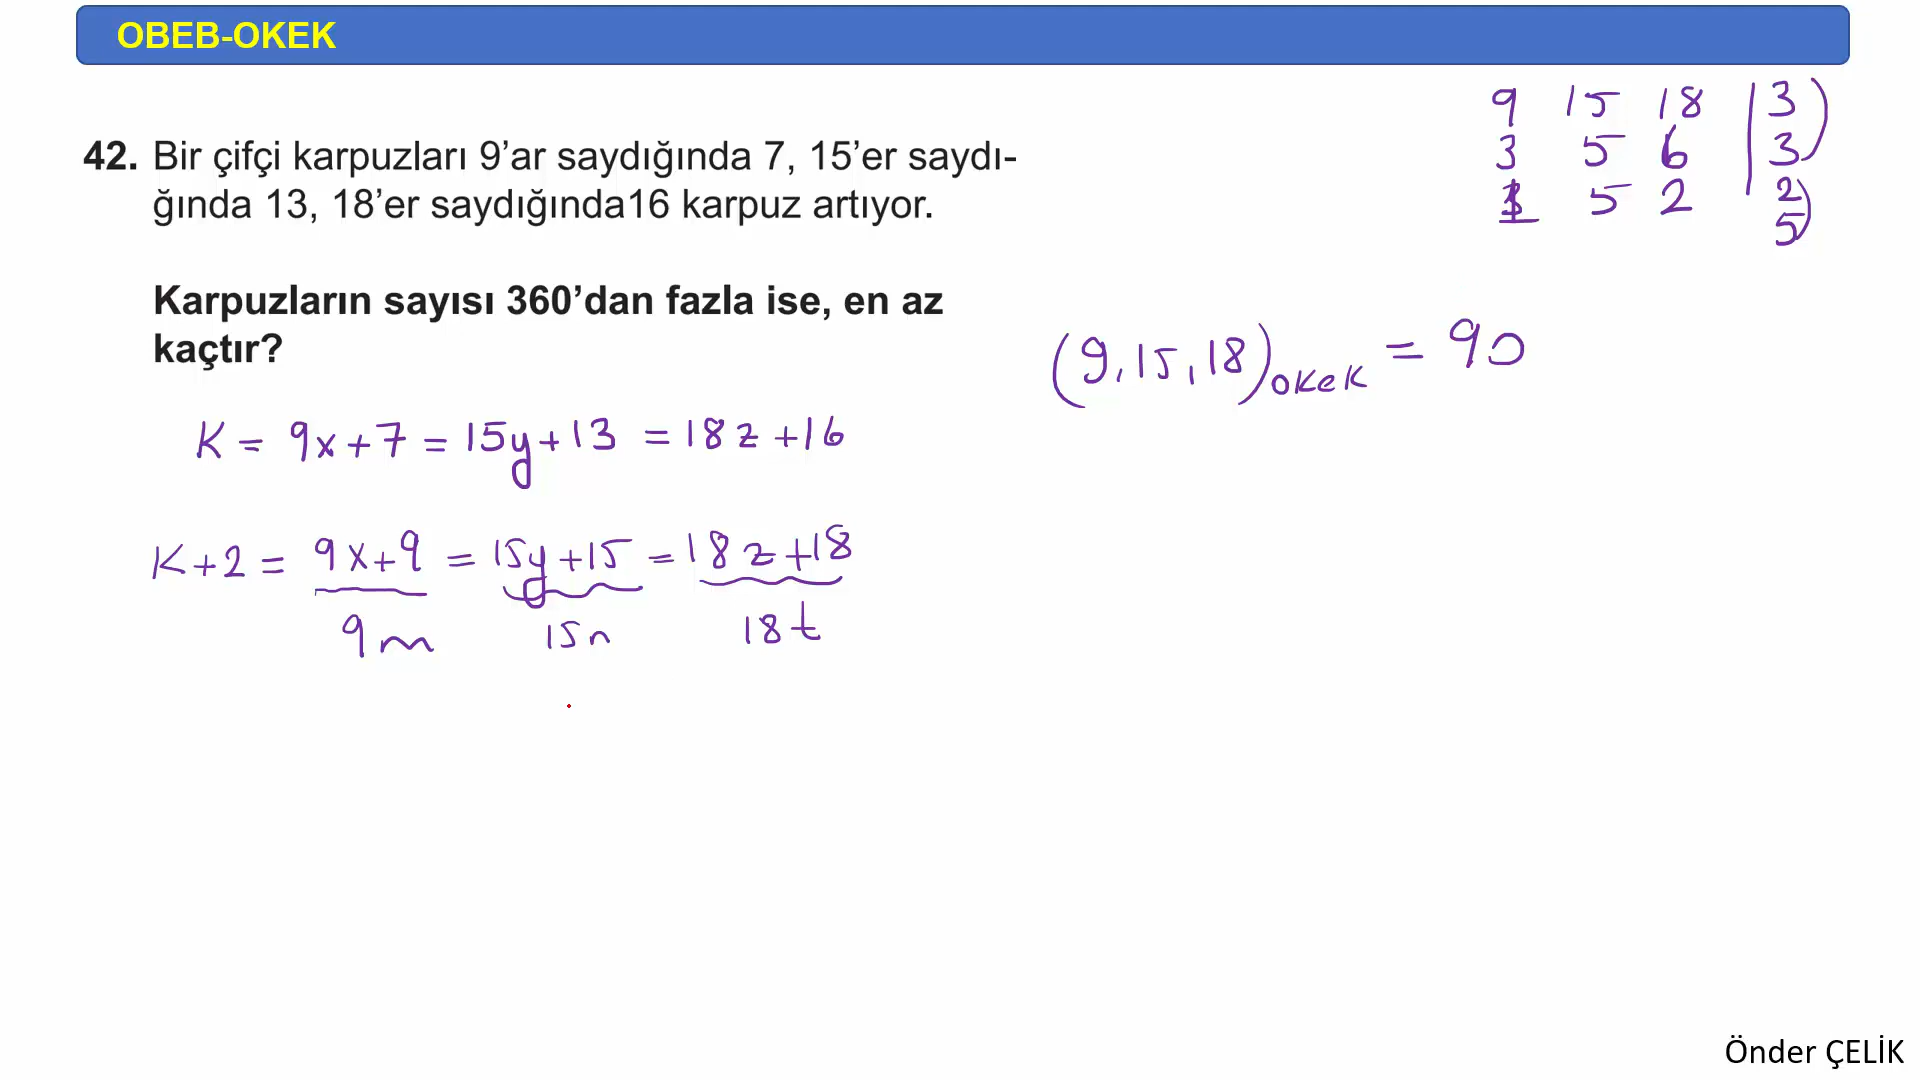 OBEB-OKEK
42. Bir çifçi karpuzları 9’ar saydığında 7, 15’er saydı-
ğında 13, 18’er saydığında16 karpuz artıyor.
Karpuzların sayısı 360’dan fazla ise, en az
kaçtır?
K = 9x+7 = 15y+13 = 18z+16
K+2 = 9x+9 = 15y+15 = 18z+18
9m 15n 18t
9 15 18 | 3
3 5 6 | 3
1 5 2 2
5
(9,15,18)OKEK = 90
Önder ÇELİK